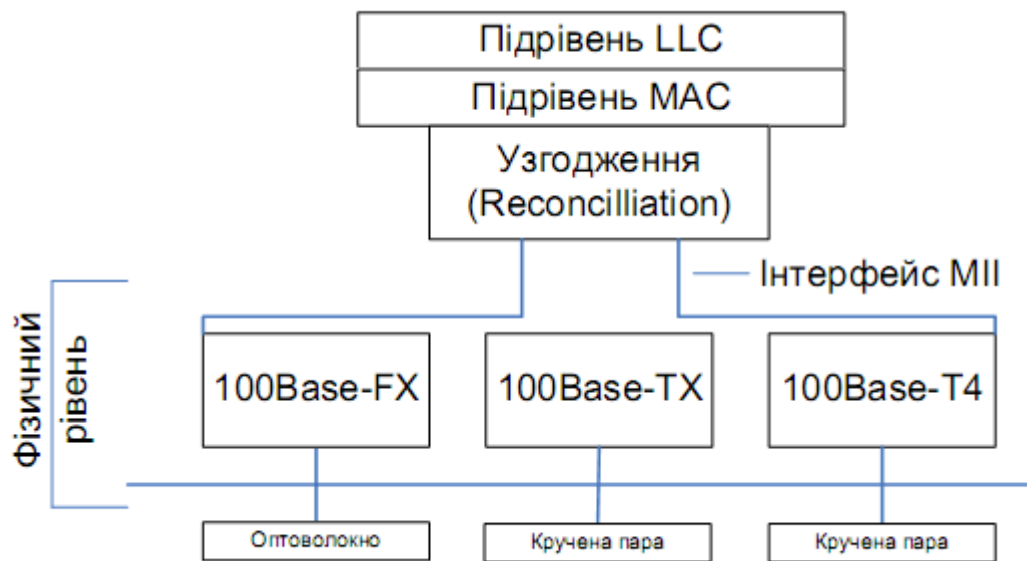 Підрівень LLC
Підрівень MAC
Узгодження
(Reconcilliation)
Інтерфейс MII
Фізичний
рівень
100Base-FX
100Base-TX
100Base-T4
Оптоволокно
Кручена пара
Кручена пара